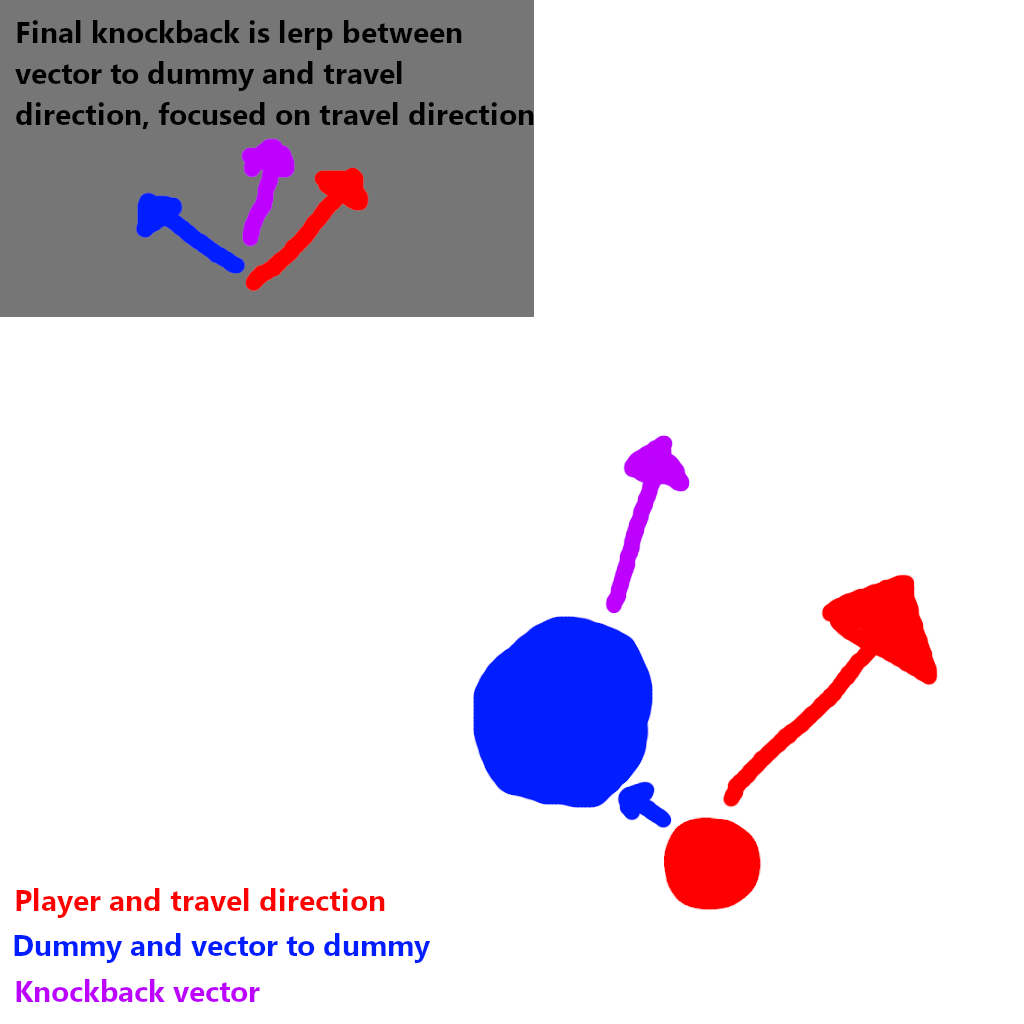 Final knockback is lerp between
vector to dummy and travel
direction, focused on travel direction
Player and travel direction
Dummy and vector to dummy
Knockback vector